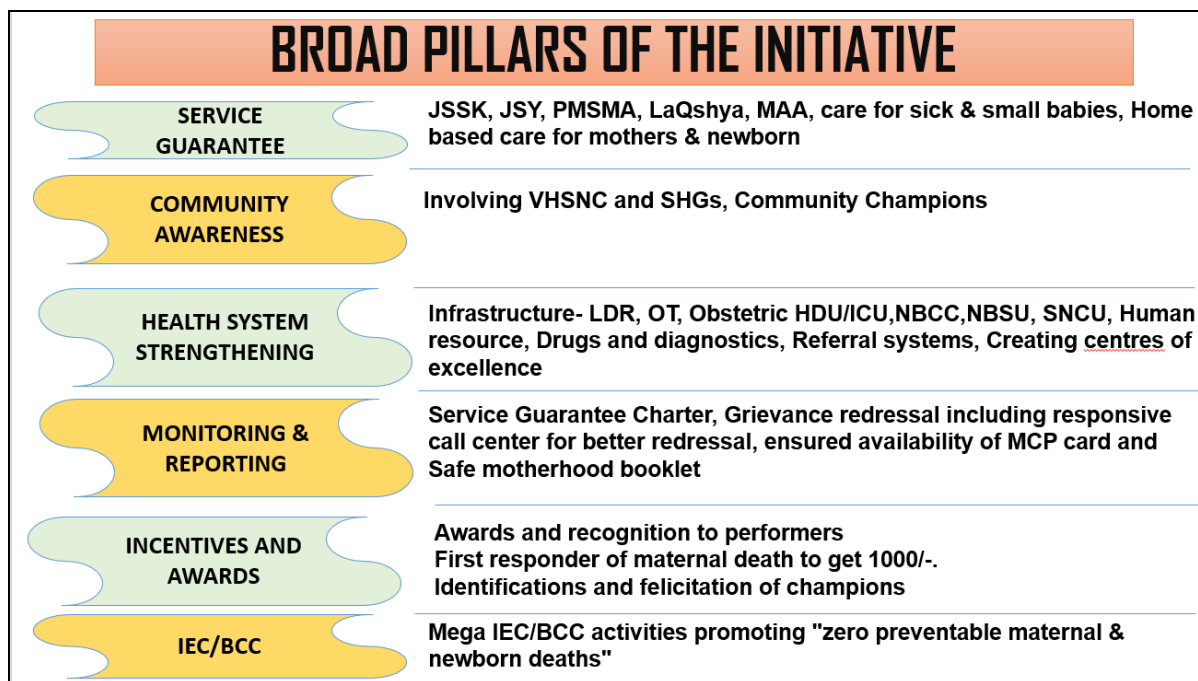 BROAD PILLARS OF THE INITIATIVE
SERVICE
GUARANTEE
JSSK, JSY, PMSMA, LaQshya, MAA, care for sick & small babies, Home
based care for mothers & newborn
COMMUNITY
AWARENESS
Involving VHSNC and SHGs, Community Champions
HEALTH SYSTEM
STRENGTHENING
Infrastructure- LDR, OT, Obstetric HDU/ICU,NBCC,NBSU, SNCU, Human
resource, Drugs and diagnostics, Referral systems, Creating centres of
excellence
MONITORING &
REPORTING
Service Guarantee Charter, Grievance redressal including responsive
call center for better redressal, ensured availability of MCP card and
Safe motherhood booklet
INCENTIVES AND
AWARDS
Awards and recognition to performers
First responder of maternal death to get 1000/-.
Identifications and felicitation of champions
IEC/BCC
Mega IEC/BCC activities promoting "zero preventable maternal &
newborn deaths"